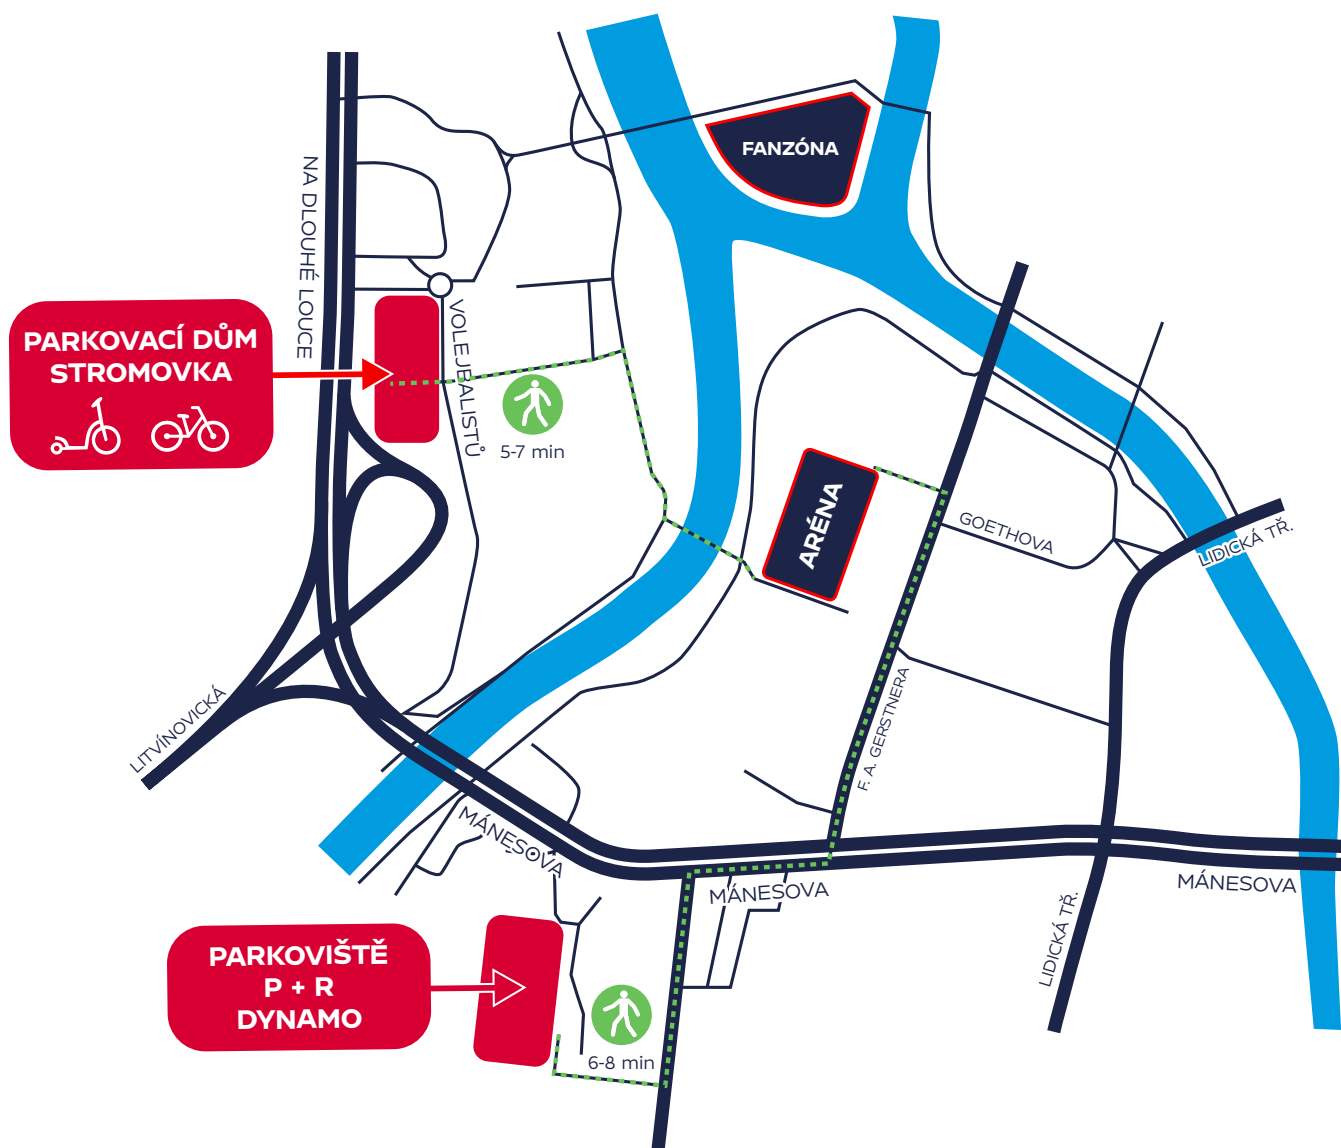 FANZÓNA
NA DLOUHÉ LOUCE
PARKOVACÍ DŮM
STROMOVKA
VOLEJBALISTŮ
5-7 min
ARÉNA
GOETHOVA
LIDICKÁ TŘ.
LITVÍNOVICKÁ
F. A. GERSTNERA
MÁNESOVA
MÁNESOVA
MÁNESOVA
LIDICKÁ TŘ.
PARKOVIŠTĚ
P + R
DYNAMO
6-8 min